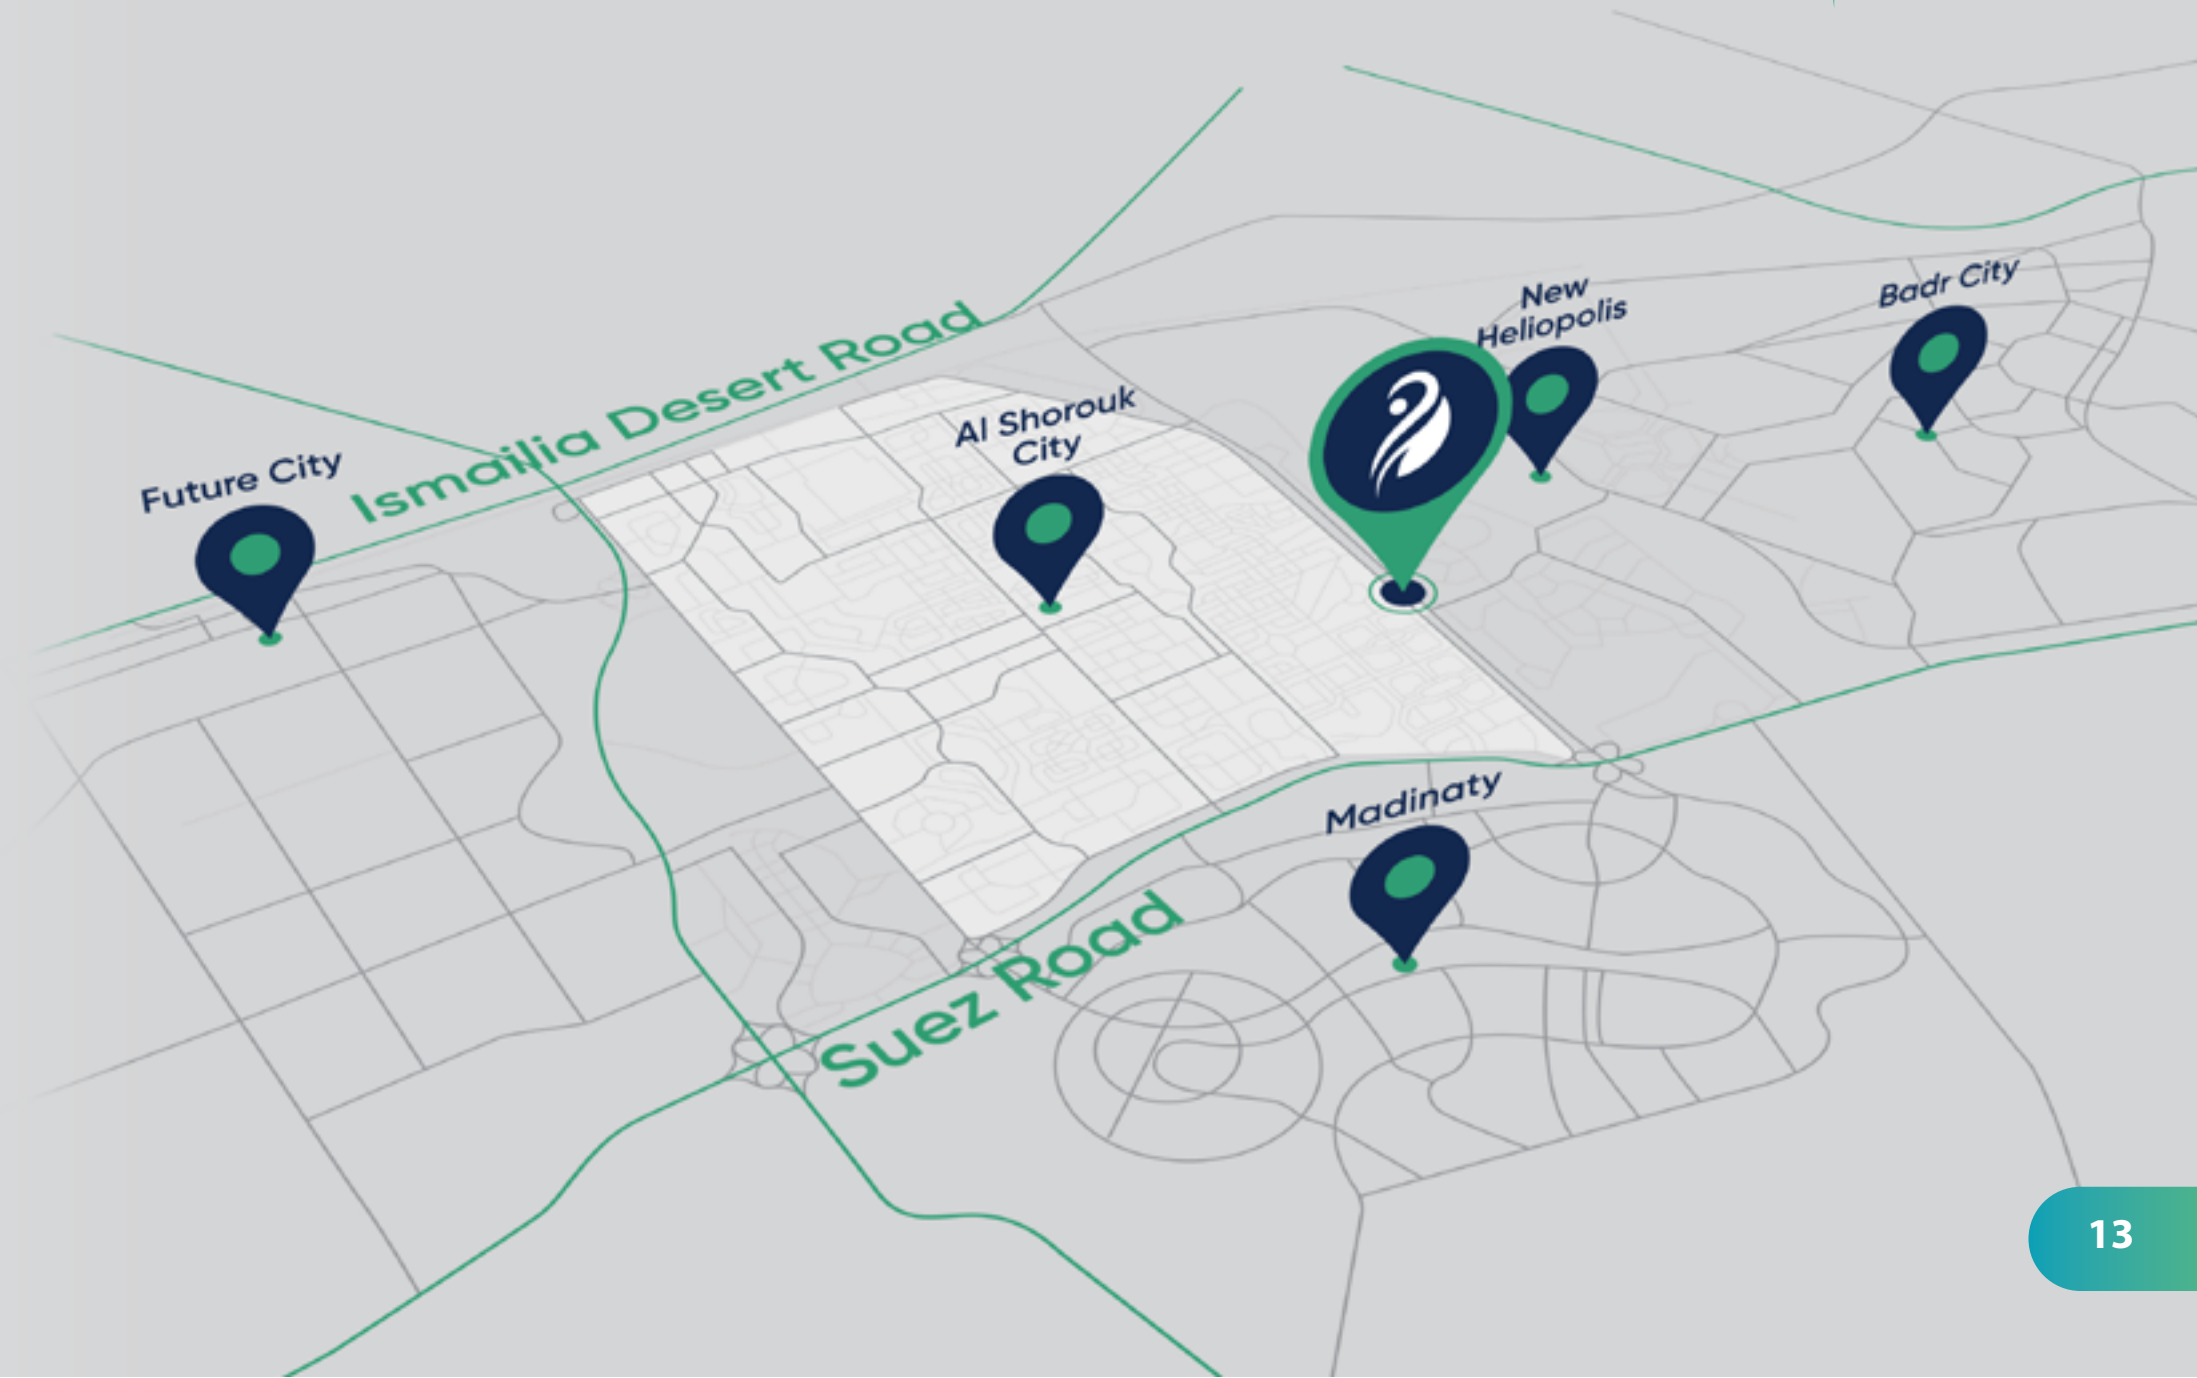 New
Heliopolis
Badr City
Ismailia Desert Road
Al Shorouk
City
Future City
Madinaty
Suez Road
13